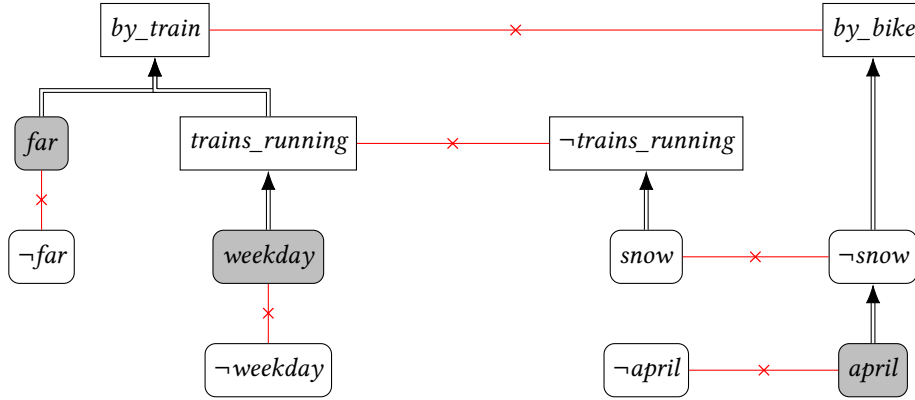 by_train by_bike
far trains_running ¬trains_running
¬far weekday snow ¬snow
¬weekday ¬april april